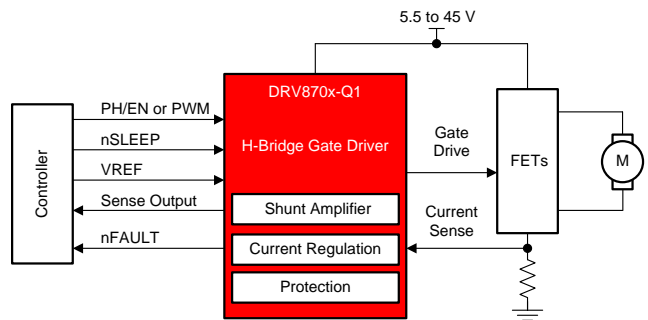 5.5 to 45 V
DRV870x-Q1
H-Bridge Gate Driver
Controller
PH/EN or PWM
nSLEEP
VREF
Sense Output
nFAULT
Shunt Amplifier
Current Regulation
Protection
Gate
Drive
Current
Sense
FETs
M